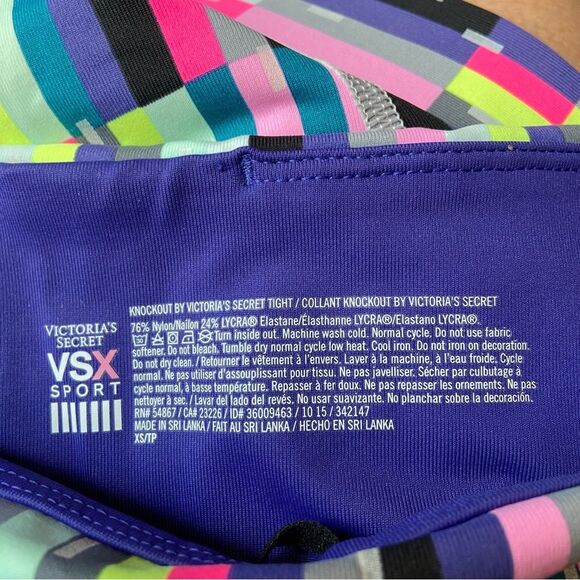 VICTORIA'S
SECRET
VSX
SPORT
KNOCKOUT BY VICTORIA'S SECRET TIGHT / COLLANT KNOCKOUT BY VICTORIA'S SECRET
76% Nylon/Nailon 24% LYCRA® Elastane/Élasthanne LYCRA®/Elastano LYCRA®.
Turn inside out. Machine wash cold. Normal cycle. Do not use fabric
softener. Do not bleach. Tumble dry normal cycle low heat. Cool iron. Do not iron on decoration.
Do not dry clean. / Retourner le vêtement à l'envers. Laver à la machine, à l'eau froide; Cycle
normal. Ne pas utiliser d'assouplissant pour tissu. Ne pas javelliser. Sécher par culbutage à
cycle normal, à basse température. Repasser à fer doux. Ne pas repasser les ornements. Ne pas
nettoyer à sec. / Lavar del lado del revés. No usar suavizante. No planchar sobre la decoración.
RN# 54867 / CA# 23226 / ID# 36009463 / 10 15 / 342147
MADE IN SRI LANKA / FAIT AU SRI LANKA / HECHO EN SRI LANKA
XS/TP